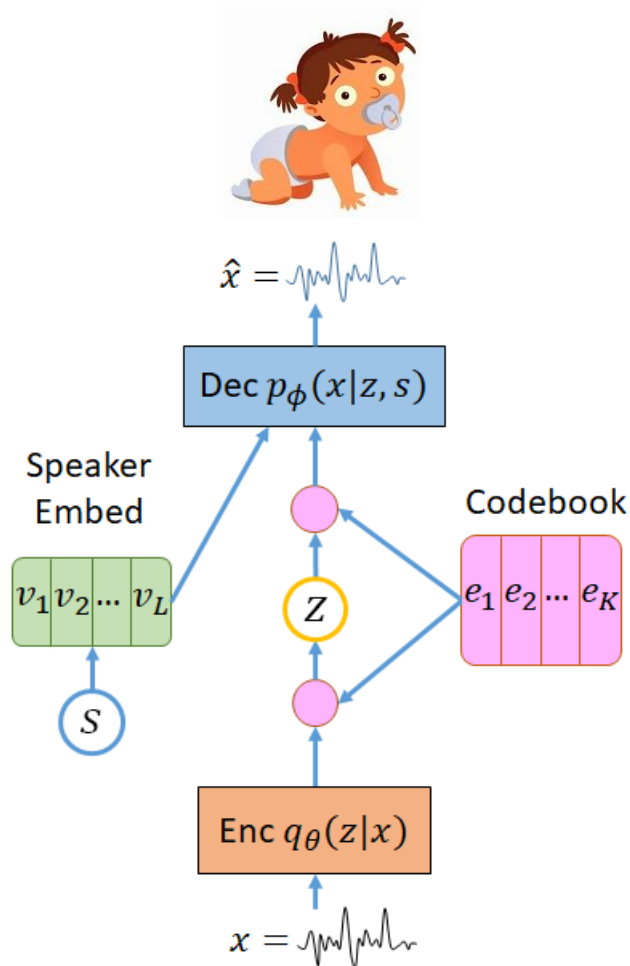 x̂ =
Dec p_ϕ(x|z, s)
Speaker
Embed
v_1 v_2 ... v_L
Codebook
e_1 e_2 ... e_K
Z
S
Enc q_θ(z|x)
x =